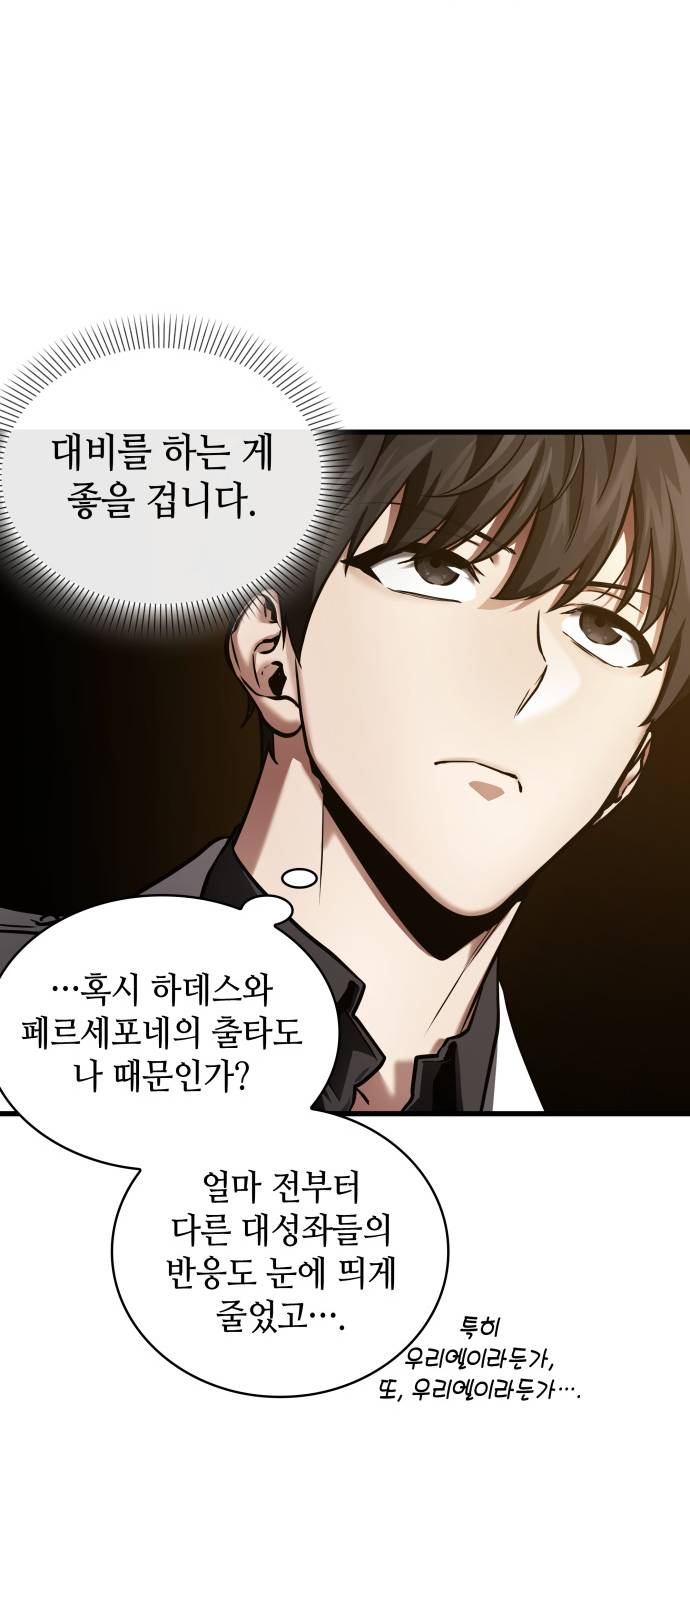 대비를 하는 게
좋을 겁니다.
…혹시 하데스와
페르세포네의 출타도
나 때문인가?
얼마 전부터
다른 대성좌들의
반응도 눈에 띄게
줄었고….
특히
우리엘이라든가,
또, 우리엘이라든가….